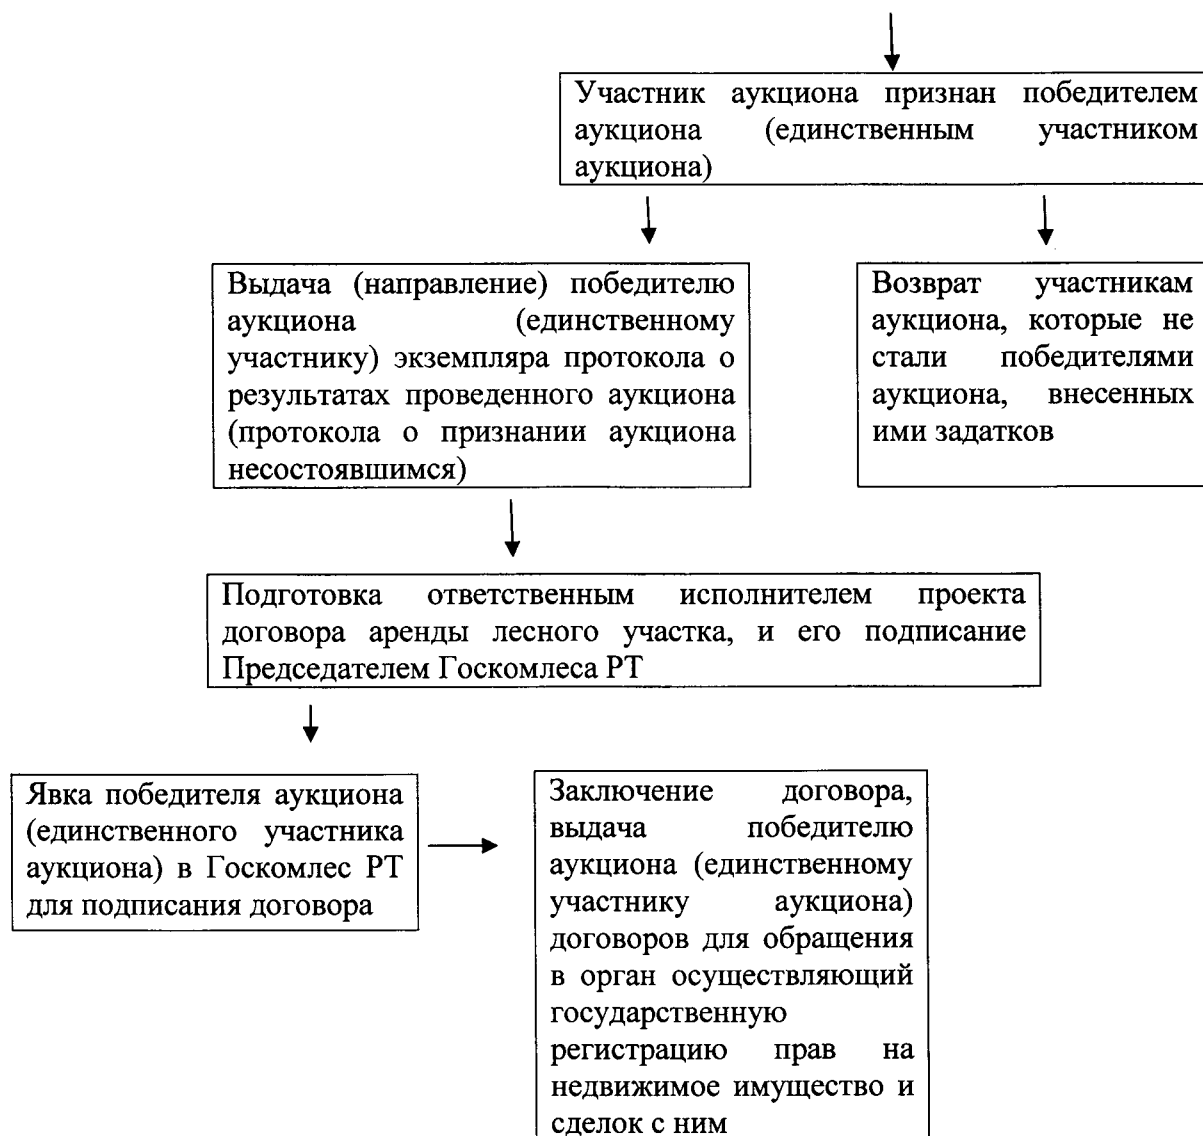 Участник аукциона признан победителем
аукциона (единственным участником
аукциона)
Выдача (направление) победителю
аукциона (единственному
участнику) экземпляра протокола о
результатах проведенного аукциона
(протокола о признании аукциона
несостоявшимся)
Возврат участникам
аукциона, которые не
стали победителями
аукциона, внесенных
ими задатков
Подготовка ответственным исполнителем проекта
договора аренды лесного участка, и его подписание
Председателем Госкомлеса РТ
Явка победителя аукциона
(единственного участника
аукциона) в Госкомлес РТ
для подписания договора
Заключение договора,
выдача победителю
аукциона (единственному
участнику аукциона)
договоров для обращения
в орган осуществляющий
государственную
регистрацию прав на
недвижимое имущество и
сделок с ним